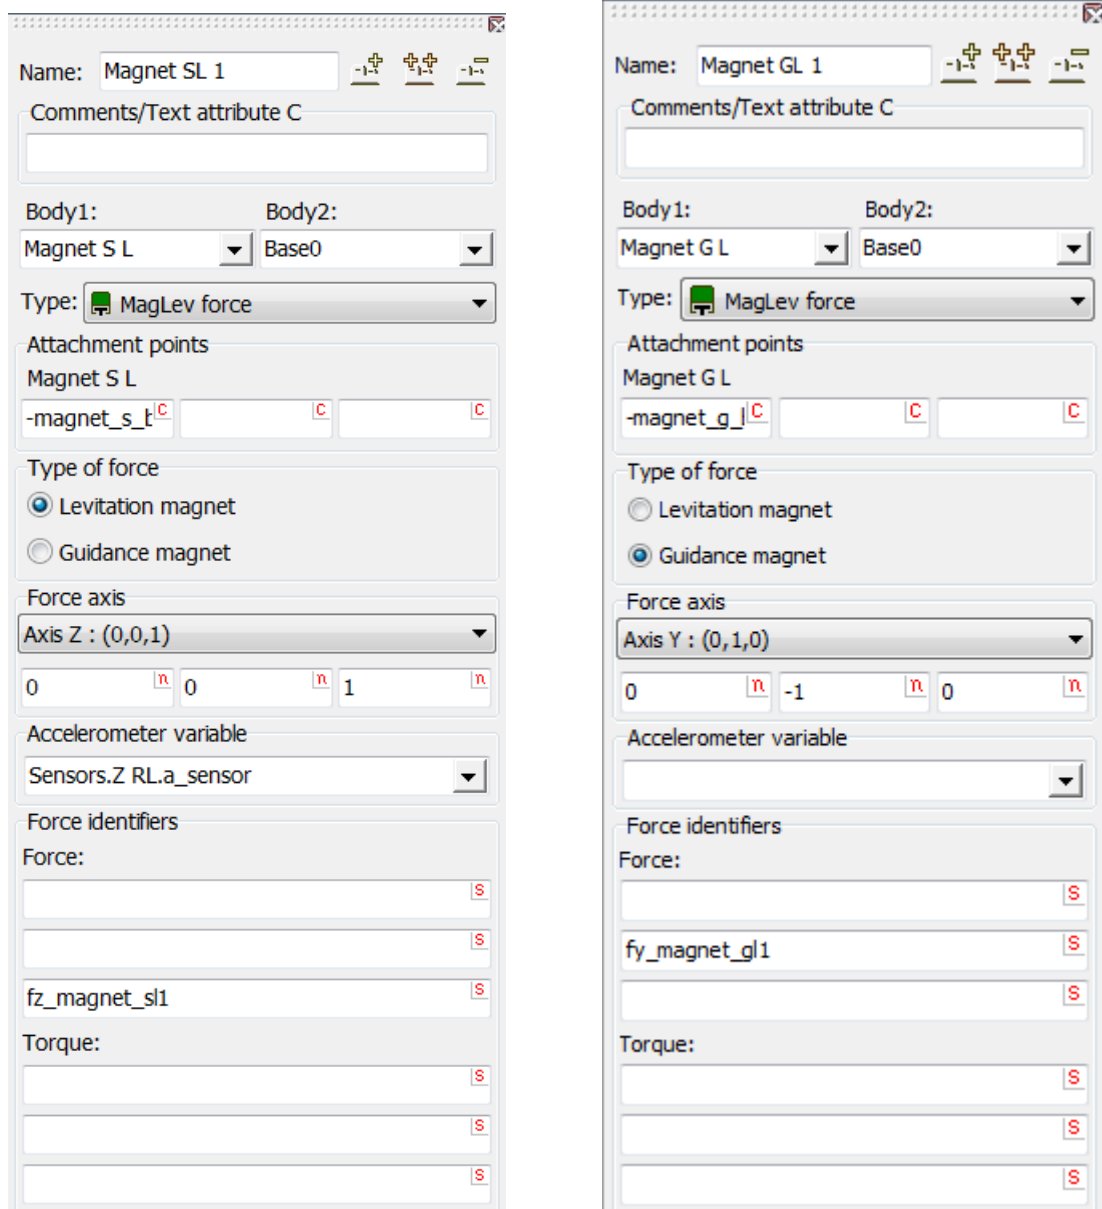 Name: Magnet SL 1
Comments/Text attribute C
Body1: Body2:
Magnet S L Base0
Type: MagLev force
Attachment points
Magnet S L
-magnet_s_b C C C
Type of force
Levitation magnet
Guidance magnet
Force axis
Axis Z : (0,0,1)
0 n 0 n 1 n
Accelerometer variable
Sensors.Z RL.a_sensor
Force identifiers
Force:
S
S
fz_magnet_sl1 S
Torque:
S
S
S
Name: Magnet GL 1
Comments/Text attribute C
Body1: Body2:
Magnet G L Base0
Type: MagLev force
Attachment points
Magnet G L
-magnet_g_l C C C
Type of force
Levitation magnet
Guidance magnet
Force axis
Axis Y : (0,1,0)
0 n -1 n 0 n
Accelerometer variable
Force identifiers
Force:
S
fy_magnet_gl1 S
S
Torque:
S
S
S